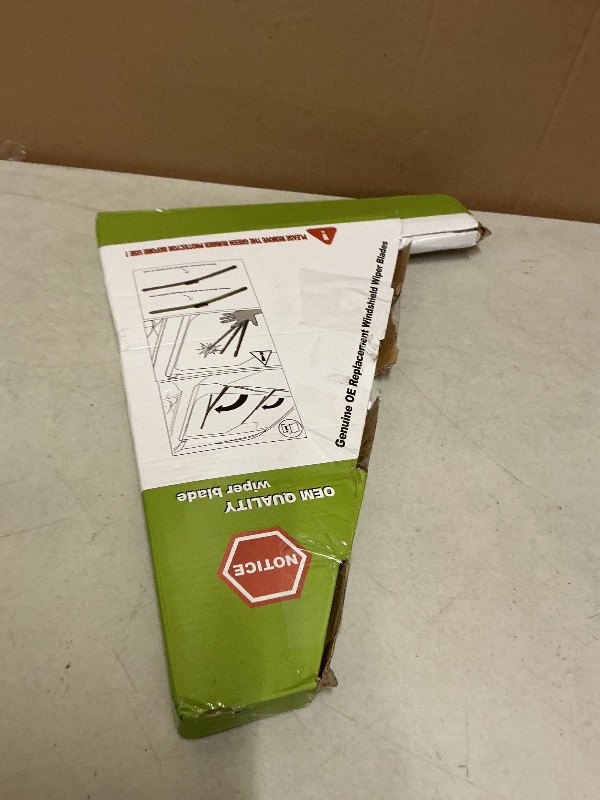 PLEASE REMOVE THE GREEN RUBBER PROTECTOR BEFORE USE !
Genuine OE Replacement Windshield Wiper Blades
OEM QUALITY
wiper blade
NOTICE